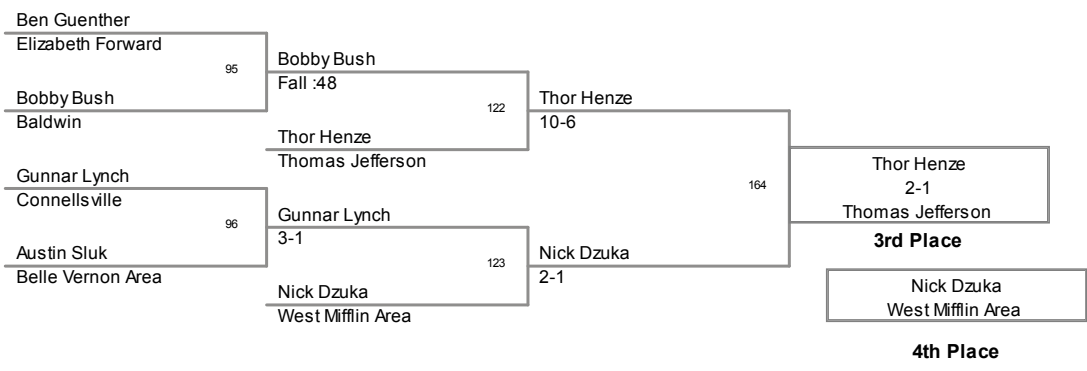 Ben Guenther
Elizabeth Forward
95
Bobby Bush
Baldwin
Bobby Bush
Fall :48
122
Thor Henze
Thomas Jefferson
Thor Henze
10-6
Gunnar Lynch
Connellsville
96
Austin Sluk
Belle Vernon Area
Gunnar Lynch
3-1
123
Nick Dzuka
West Mifflin Area
Nick Dzuka
2-1
164
Thor Henze
2-1
Thomas Jefferson
3rd Place
Nick Dzuka
West Mifflin Area
4th Place